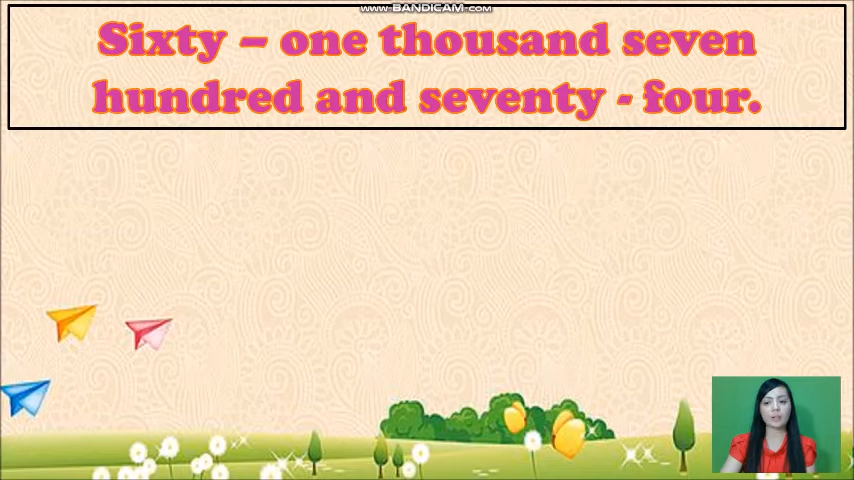 www.BANDICAM.com
Sixty – one thousand seven
hundred and seventy - four.